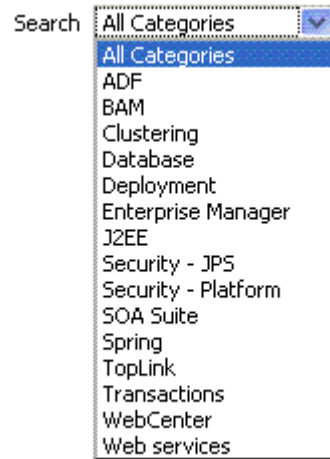 Search All Categories
All Categories
ADF
BAM
Clustering
Database
Deployment
Enterprise Manager
J2EE
Security - JPS
Security - Platform
SOA Suite
Spring
TopLink
Transactions
WebCenter
Web services